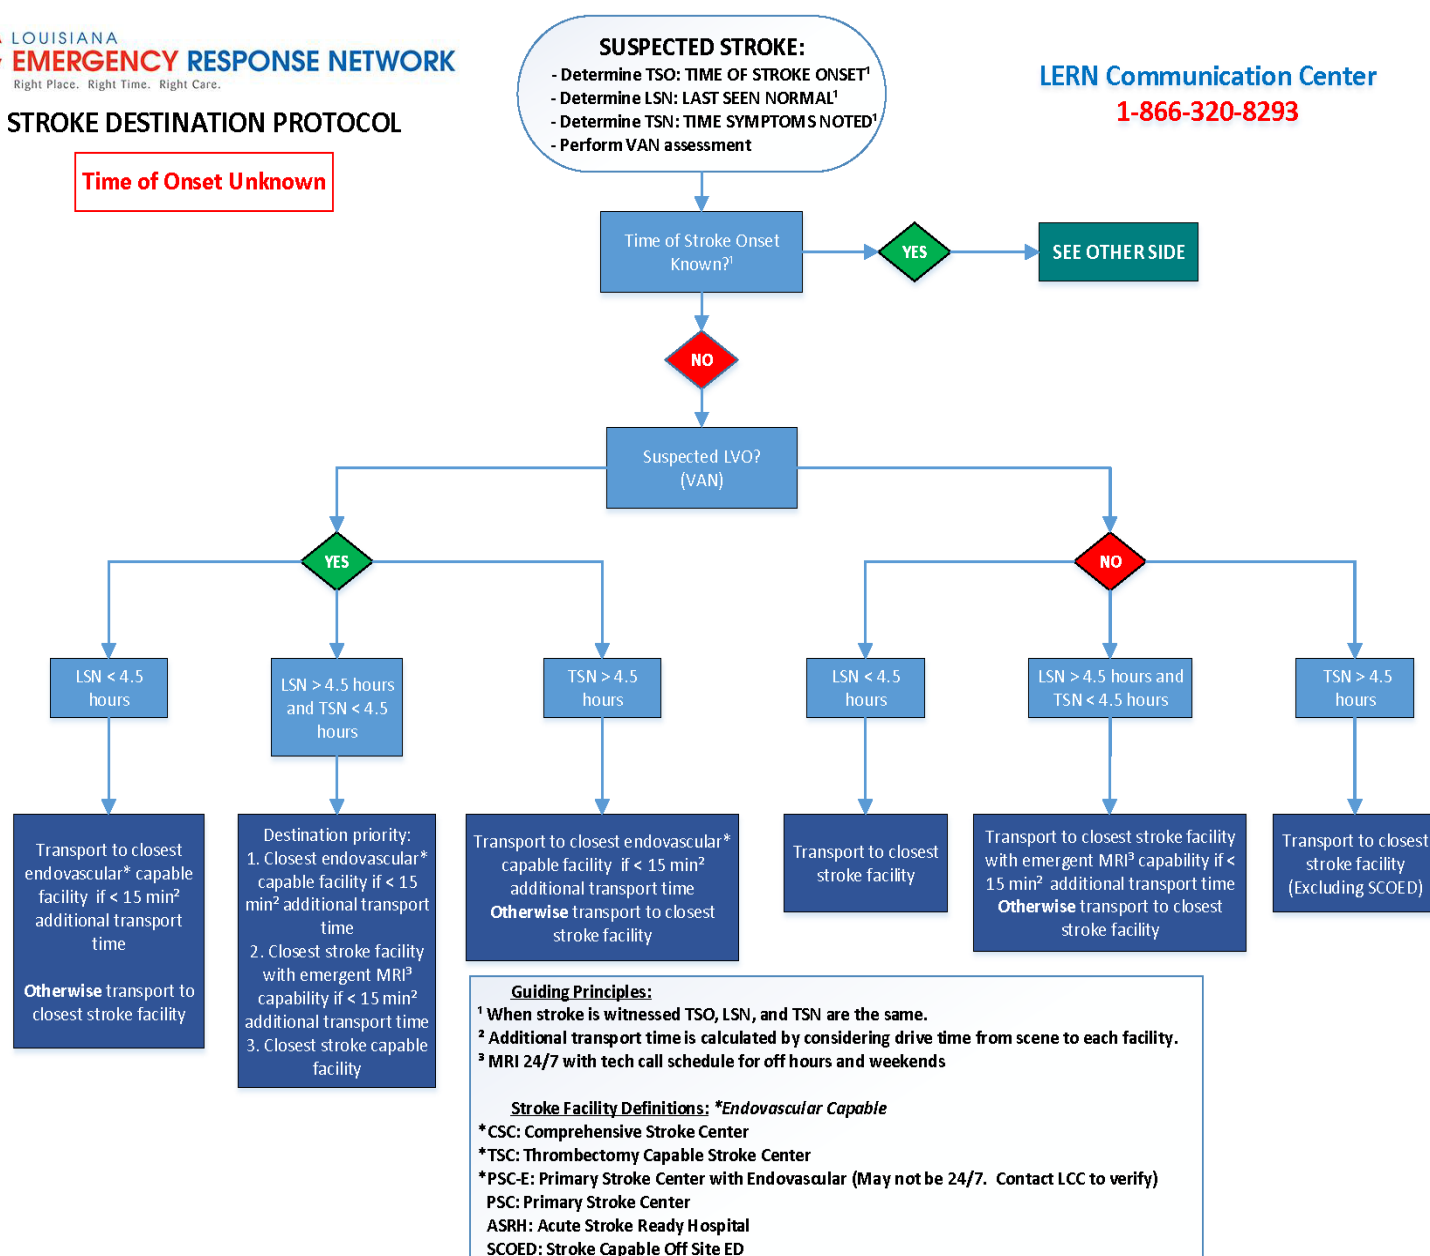 LOUISIANA
EMERGENCY RESPONSE NETWORK
Right Place. Right Time. Right Care.
STROKE DESTINATION PROTOCOL
Time of Onset Unknown
SUSPECTED STROKE:
- Determine TSO: TIME OF STROKE ONSET¹
- Determine LSN: LAST SEEN NORMAL¹
- Determine TSN: TIME SYMPTOMS NOTED¹
- Perform VAN assessment
LERN Communication Center
1-866-320-8293
Time of Stroke Onset
Known?¹
YES
SEE OTHER SIDE
NO
Suspected LVO?
(VAN)
YES
NO
LSN < 4.5
hours
LSN > 4.5 hours
and TSN < 4.5
hours
TSN > 4.5
hours
LSN < 4.5
hours
LSN > 4.5 hours and
TSN < 4.5 hours
TSN > 4.5
hours
Transport to closest
endovascular* capable
facility if < 15 min²
additional transport
time
Otherwise transport to
closest stroke facility
Destination priority:
1. Closest endovascular*
capable facility if < 15
min² additional transport
time
2. Closest stroke facility
with emergent MRI³
capability if < 15 min²
additional transport time
3. Closest stroke capable
facility
Transport to closest endovascular*
capable facility if < 15 min²
additional transport time
Otherwise transport to closest
stroke facility
Transport to closest
stroke facility
Transport to closest stroke facility
with emergent MRI³ capability if <
15 min² additional transport time
Otherwise transport to closest
stroke facility
Transport to closest
stroke facility
(Excluding SCOED)
Guiding Principles:
¹ When stroke is witnessed TSO, LSN, and TSN are the same.
² Additional transport time is calculated by considering drive time from scene to each facility.
³ MRI 24/7 with tech call schedule for off hours and weekends
Stroke Facility Definitions: *Endovascular Capable
*CSC: Comprehensive Stroke Center
*TSC: Thrombectomy Capable Stroke Center
*PSC-E: Primary Stroke Center with Endovascular (May not be 24/7. Contact LCC to verify)
PSC: Primary Stroke Center
ASRH: Acute Stroke Ready Hospital
SCOED: Stroke Capable Off Site ED